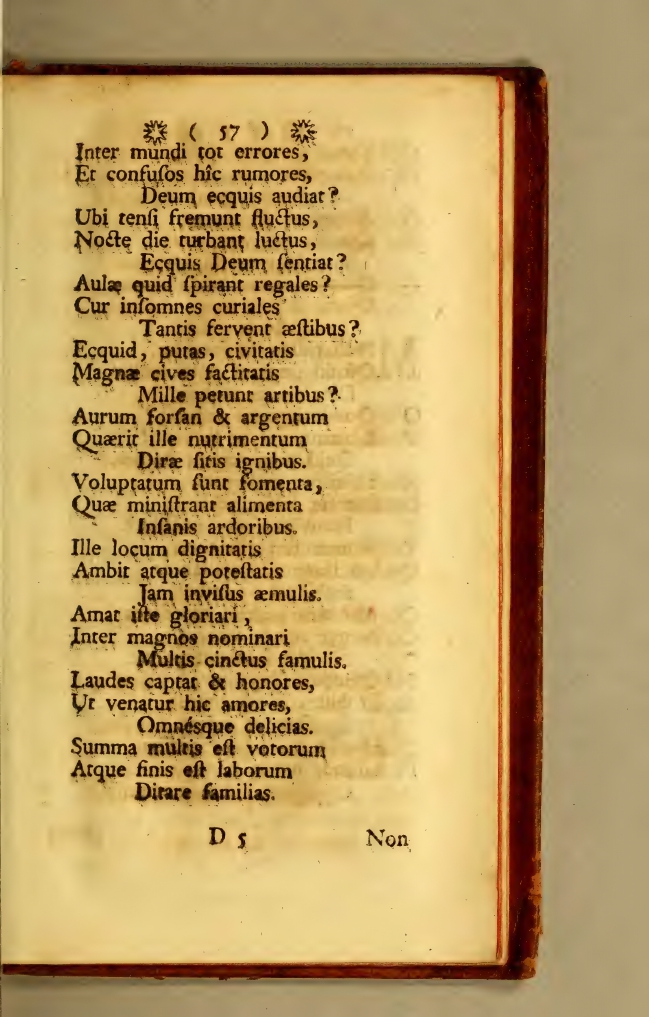 ( 57 )
Inter mundi tot errores,
Et confuſos hîc rumores,
Deum ecquis audiat?
Ubi tenſi fremunt fluctus,
Nocte die turbant luctus,
Ecquis Deum ſentiat?
Aulæ quid ſpirant regales?
Cur inſomnes curiales
Tantis fervent æſtibus?
Ecquid, putas, civitatis
Magnæ cives factitatis
Mille petunt artibus?
Aurum forſan & argentum
Quærit ille nutrimentum
Diræ ſitis ignibus.
Voluptatum ſunt fomenta,
Quæ miniſtrant alimenta
Inſanis ardoribus.
Ille locum dignitatis
Ambit atque poteſtatis
Jam inviſus æmulis.
Amat iſte gloriari,
Inter magnos nominari
Multis cinctus famulis.
Laudes captat & honores,
Ut venatur hic amores,
Omnésque delicias.
Summa multis eſt votorum
Atque finis eſt laborum
Ditare familias.
D 5 Non